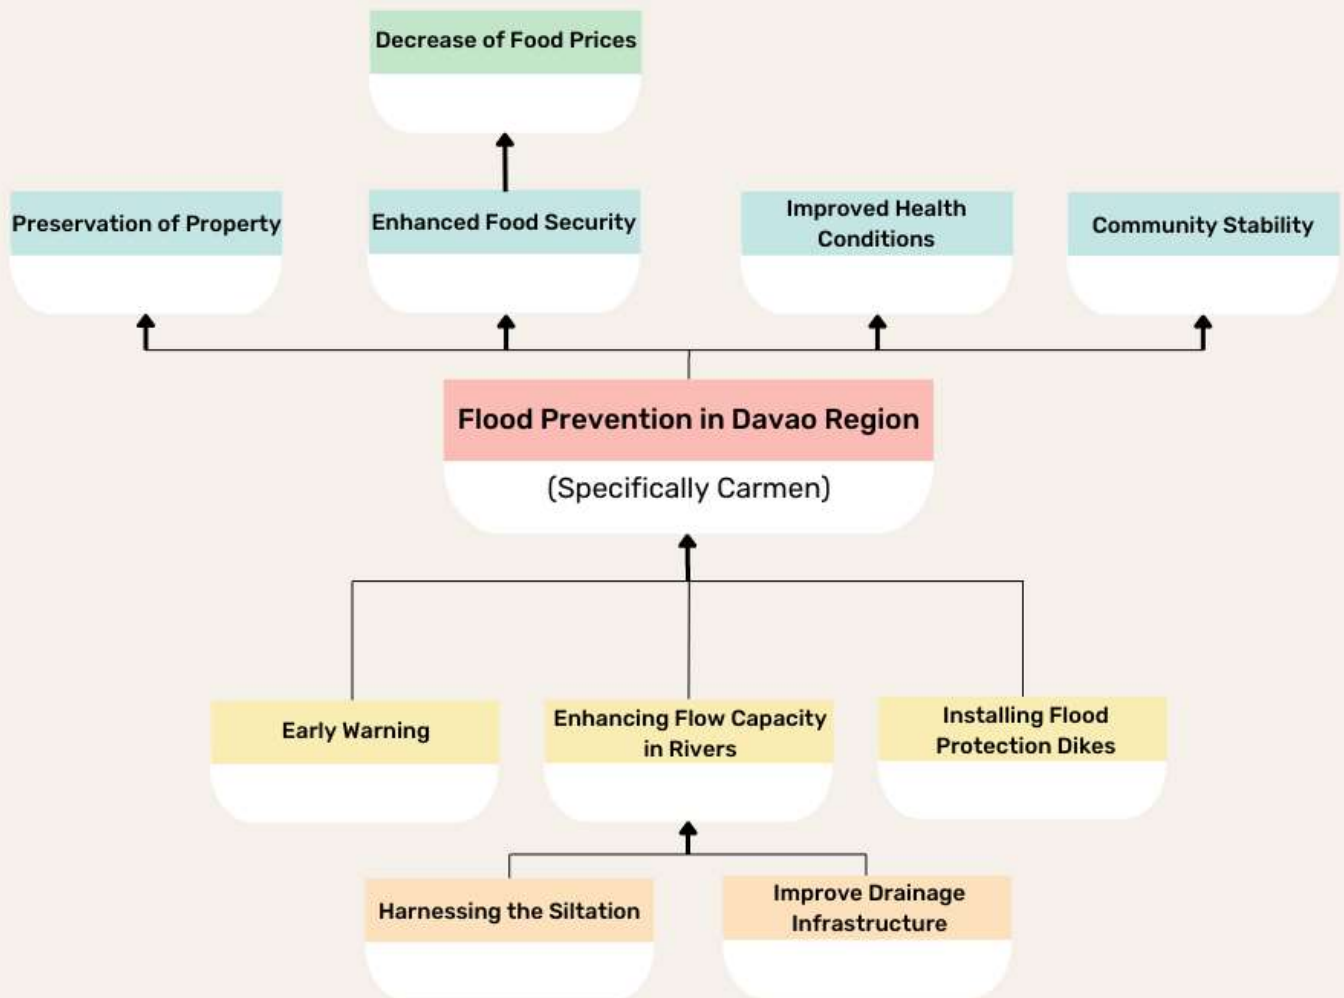 Decrease of Food Prices
Preservation of Property
Enhanced Food Security
Improved Health
Conditions
Community Stability
Flood Prevention in Davao Region
(Specifically Carmen)
Early Warning
Enhancing Flow Capacity
in Rivers
Installing Flood
Protection Dikes
Harnessing the Siltation
Improve Drainage
Infrastructure